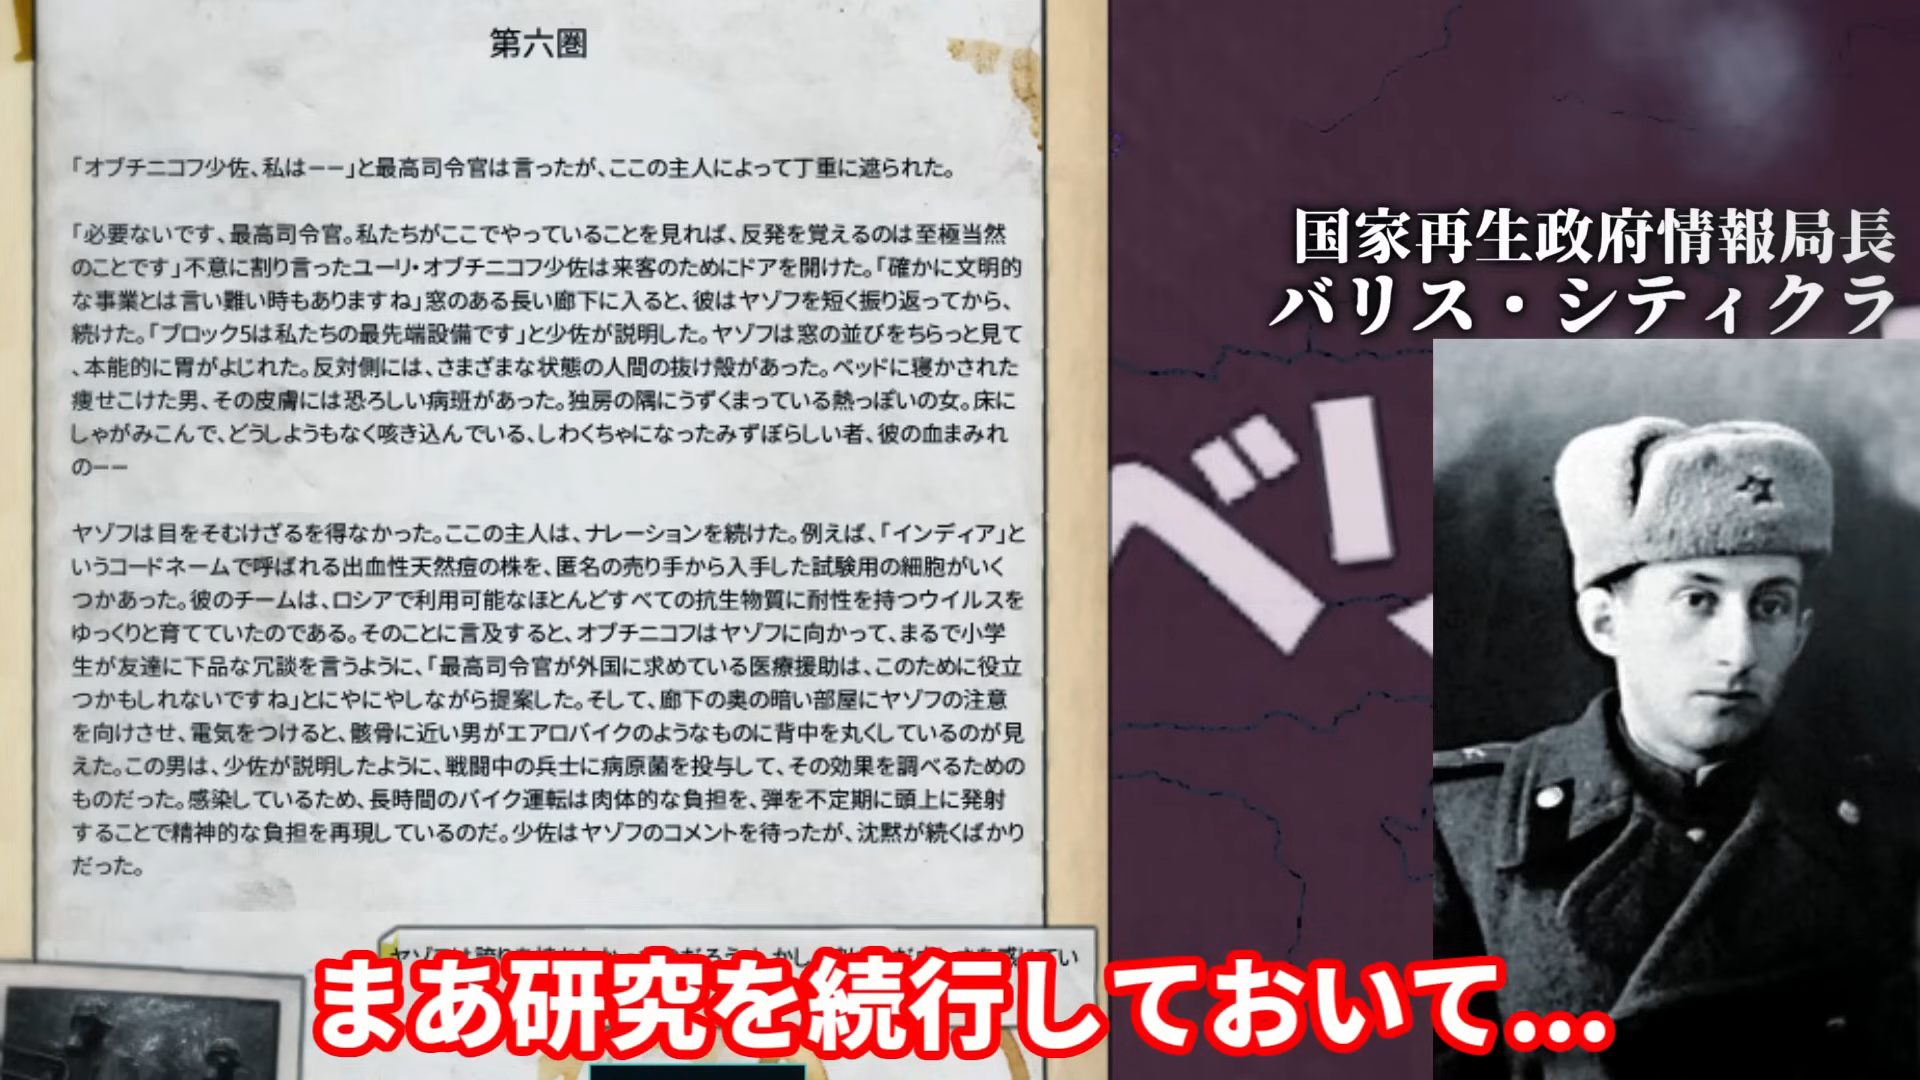 第六圏
「オブチニコフ少佐、私はーー」と最高司令官は言ったが、ここの主人によって丁重に遮られた。
「必要ないです、最高司令官。私たちがここでやっていることを見れば、反発を覚えるのは至極当然
のことです」不意に割り言ったユーリ・オブチニコフ少佐は来客のためにドアを開けた。「確かに文明的
な事業とは言い難い時もありますね」窓のある長い廊下に入ると、彼はヤゾフを短く振り返ってから、
続けた。「ブロック5は私たちの最先端設備です」と少佐が説明した。ヤゾフは窓の並びをちらっと見て
、本能的に胃がよじれた。反対側には、さまざまな状態の人間の抜け殻があった。ベッドに寝かされた
痩せこけた男、その皮膚には恐ろしい病斑があった。独房の隅にうずくまっている熱っぽいの女。床に
しゃがみこんで、どうしようもなく咳き込んでいる、しわくちゃになったみずぼらしい者、彼の血まみれ
のーー
ヤゾフは目をそむけざるを得なかった。ここの主人は、ナレーションを続けた。例えば、「インディア」と
いうコードネームで呼ばれる出血性天然痘の株を、匿名の売り手から入手した試験用の細胞がいく
つかあった。彼のチームは、ロシアで利用可能なほとんどすべての抗生物質に耐性を持つウイルスを
ゆっくりと育てていたのである。そのことに言及すると、オブチニコフはヤゾフに向かって、まるで小学
生が友達に下品な冗談を言うように、「最高司令官が外国に求めている医療援助は、このために役立
つかもしれないですね」とにやにやしながら提案した。そして、廊下の奥の暗い部屋にヤゾフの注意
を向けさせ、電気をつけると、骸骨に近い男がエアロバイクのようなものに背中を丸くしているのが見
えた。この男は、少佐が説明したように、戦闘中の兵士に病原菌を投与して、その効果を調べるための
ものだった。感染しているため、長時間のバイク運転は肉体的な負担を、弾を不定期に頭上に発射
することで精神的な負担を再現しているのだ。少佐はヤゾフのコメントを待ったが、沈黙が続くばかり
だった。
国家再生政府情報局長
バリス・シティクラ
ベ
まあ研究を続行しておいて...